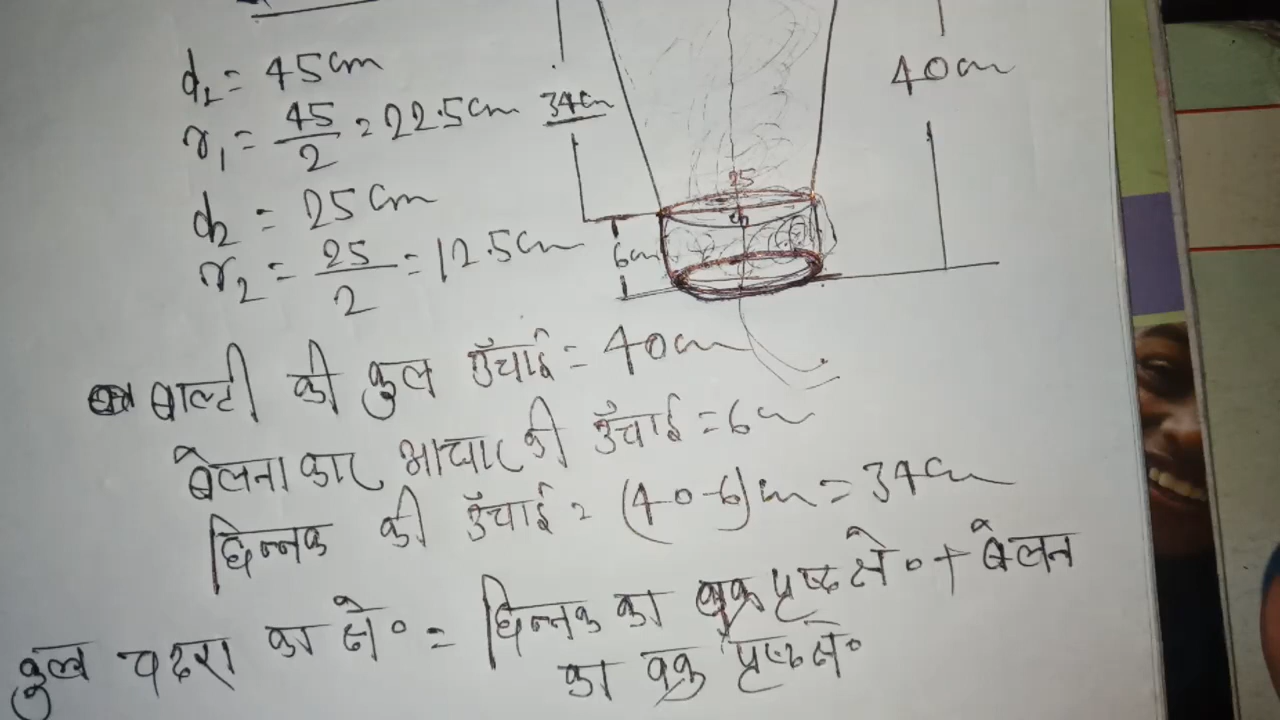 d₂ = 45cm
r₁ = 45/2 = 22.5cm
34cm
40cm
d₂ = 25cm
25
r₂ = 25/2 = 12.5cm
6cm
बाल्टी की कुल उँचाई = 40cm
बेलनाकार आधार की उँचाई = 6cm
छिन्नक की उँचाई = (40-6)cm = 34cm
कुल चदरा का क्षे० = छिन्नक का वक्र पृष्ठ क्षे० + बेलन
का वक्र पृष्ठ क्षे०